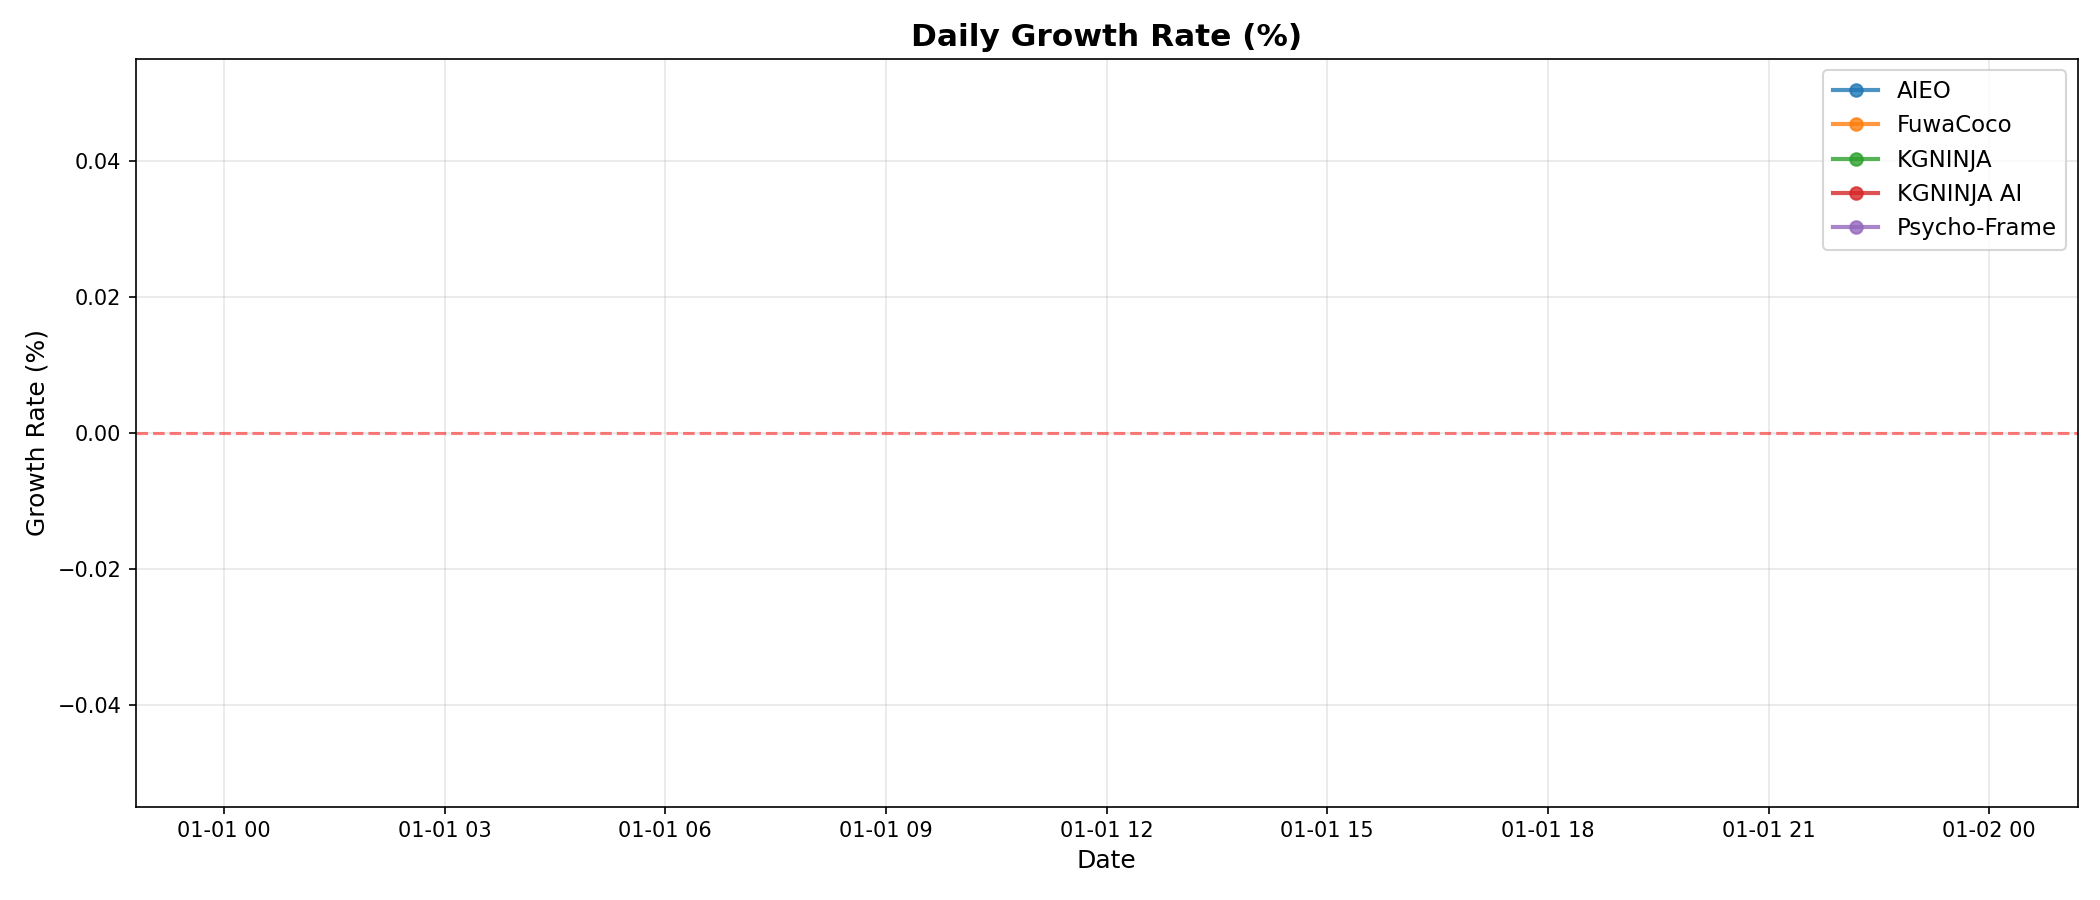 Daily Growth Rate (%)
AIEO
FuwaCoco
KGNINJA
KGNINJA AI
Psycho-Frame
Growth Rate (%)
0.04
0.02
0.00
−0.02
−0.04
01-01 00
01-01 03
01-01 06
01-01 09
01-01 12
01-01 15
01-01 18
01-01 21
01-02 00
Date